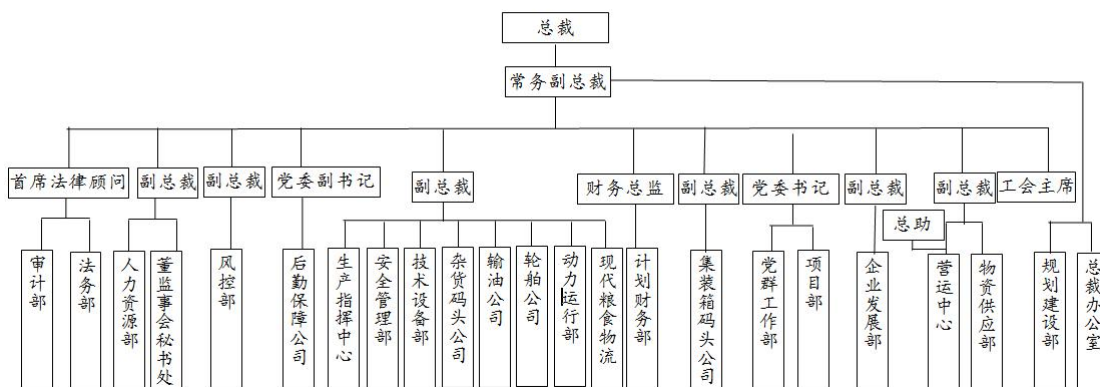 总裁
常务副总裁
首席法律顾问
副总裁
副总裁
党委副书记
副总裁
财务总监
副总裁
党委书记
副总裁
副总裁
工会主席
总助
审计部
法务部
人力资源部
董监事会秘书处
风控部
后勤保障公司
生产指挥中心
安全管理部
技术设备部
杂货码头公司
输油公司
轮舶公司
动力运行部
现代粮食物流
计划财务部
集装箱码头公司
党群工作部
项目部
企业发展部
营运中心
物资供应部
规划建设部
总裁办公室